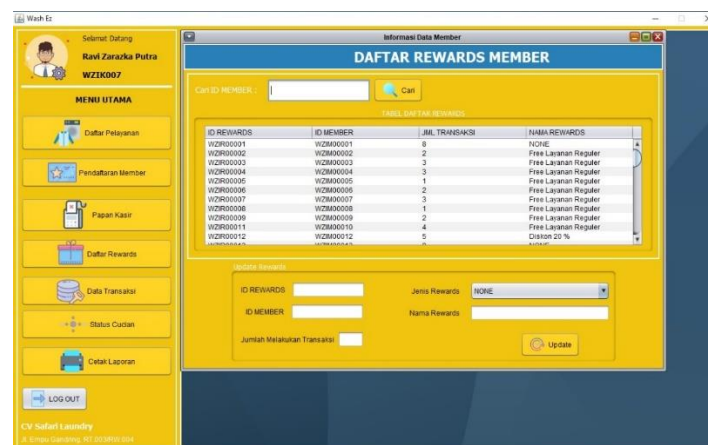 Wash Ez
Selamat Datang
Ravi Zarazka Putra
WZIK007
MENU UTAMA
Daftar Pelayanan
Pendaftaran Member
Papan Kasir
Daftar Rewards
Data Transaksi
Status Cucian
Cetak Laporan
LOG OUT
CV Safari Laundry
Informasi Data Member
DAFTAR REWARDS MEMBER
Cari ID MEMBER :
Cari
TABEL DAFTAR REWARDS
ID REWARDS ID MEMBER JML TRANSAKSI NAMA REWARDS
WZIR00001 WZIM00001 8 NONE
WZIR00002 WZIM00002 2 Free Layanan Reguler
WZIR00003 WZIM00003 3 Free Layanan Reguler
WZIR00004 WZIM00004 3 Free Layanan Reguler
WZIR00005 WZIM00005 1 Free Layanan Reguler
WZIR00006 WZIM00006 2 Free Layanan Reguler
WZIR00007 WZIM00007 3 Free Layanan Reguler
WZIR00008 WZIM00008 1 Free Layanan Reguler
WZIR00009 WZIM00009 2 Free Layanan Reguler
WZIR00011 WZIM00010 4 Free Layanan Reguler
WZIR00012 WZIM00012 5 Diskon 20 %
Update Rewards
ID REWARDS
Jenis Rewards NONE
ID MEMBER
Nama Rewards
Jumlah Melakukan Transaksi
Update